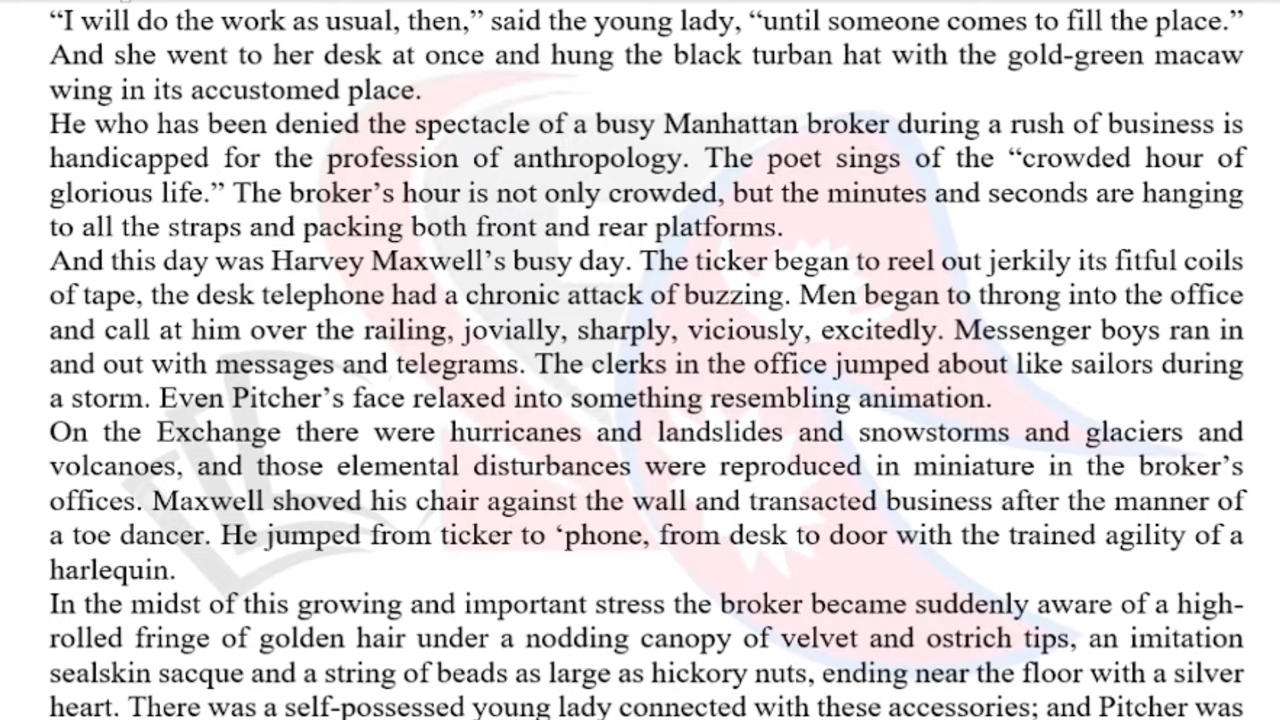 “I will do the work as usual, then,” said the young lady, “until someone comes to fill the place.”
And she went to her desk at once and hung the black turban hat with the gold-green macaw
wing in its accustomed place.
He who has been denied the spectacle of a busy Manhattan broker during a rush of business is
handicapped for the profession of anthropology. The poet sings of the “crowded hour of
glorious life.” The broker’s hour is not only crowded, but the minutes and seconds are hanging
to all the straps and packing both front and rear platforms.
And this day was Harvey Maxwell’s busy day. The ticker began to reel out jerkily its fitful coils
of tape, the desk telephone had a chronic attack of buzzing. Men began to throng into the office
and call at him over the railing, jovially, sharply, viciously, excitedly. Messenger boys ran in
and out with messages and telegrams. The clerks in the office jumped about like sailors during
a storm. Even Pitcher’s face relaxed into something resembling animation.
On the Exchange there were hurricanes and landslides and snowstorms and glaciers and
volcanoes, and those elemental disturbances were reproduced in miniature in the broker’s
offices. Maxwell shoved his chair against the wall and transacted business after the manner of
a toe dancer. He jumped from ticker to ‘phone, from desk to door with the trained agility of a
harlequin.
In the midst of this growing and important stress the broker became suddenly aware of a high-
rolled fringe of golden hair under a nodding canopy of velvet and ostrich tips, an imitation
sealskin sacque and a string of beads as large as hickory nuts, ending near the floor with a silver
heart. There was a self-possessed young lady connected with these accessories; and Pitcher was